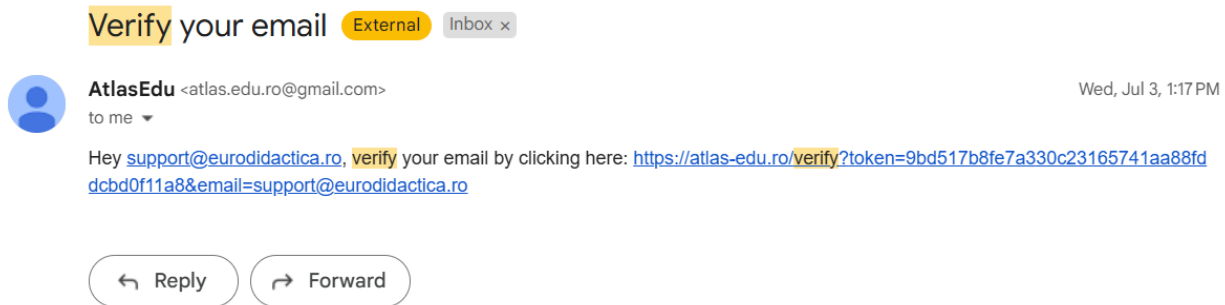 Verify your email External Inbox ×
AtlasEdu <atlas.edu.ro@gmail.com> Wed, Jul 3, 1:17 PM
to me
Hey support@eurodidactica.ro, verify your email by clicking here: https://atlas-edu.ro/verify?token=9bd517b8fe7a330c23165741aa88fd
dcbd0f11a8&email=support@eurodidactica.ro
Reply Forward